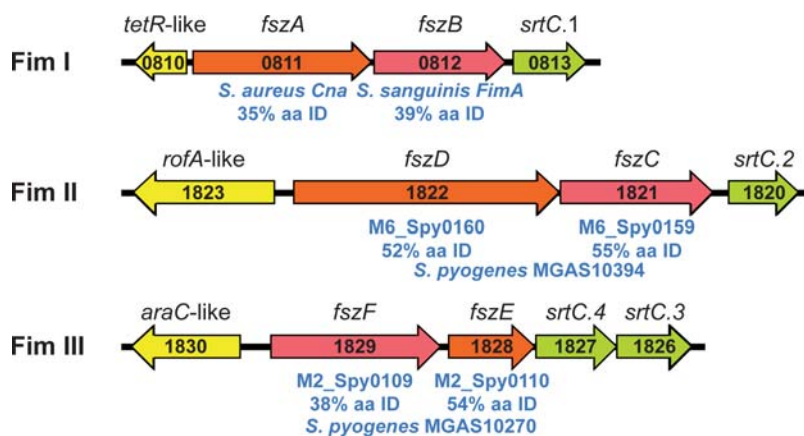 tetR-like fszA fszB srtC.1
Fim I 0810 0811 0812 0813
S. aureus Cna S. sanguinis FimA
35% aa ID 39% aa ID
rofA-like fszD fszC srtC.2
Fim II 1823 1822 1821 1820
M6_Spy0160 M6_Spy0159
52% aa ID 55% aa ID
S. pyogenes MGAS10394
araC-like fszF fszE srtC.4 srtC.3
Fim III 1830 1829 1828 1827 1826
M2_Spy0109 M2_Spy0110
38% aa ID 54% aa ID
S. pyogenes MGAS10270